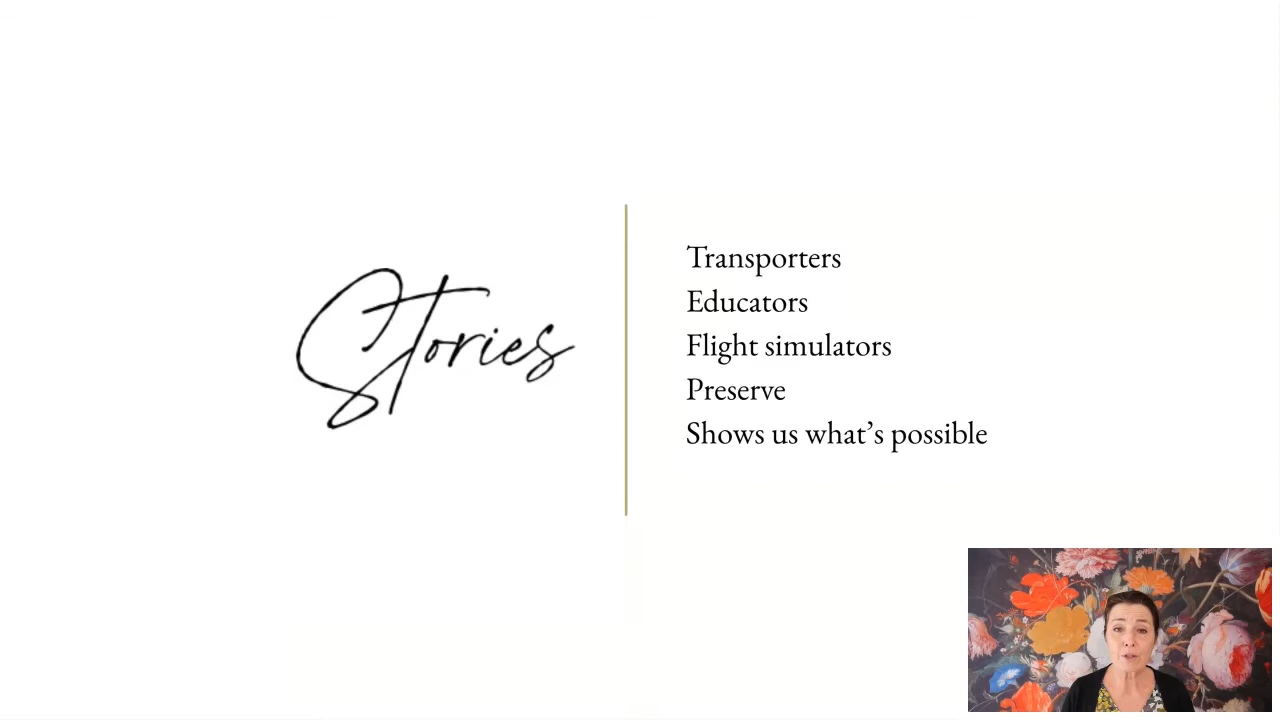 Stories
Transporters
Educators
Flight simulators
Preserve
Shows us what’s possible